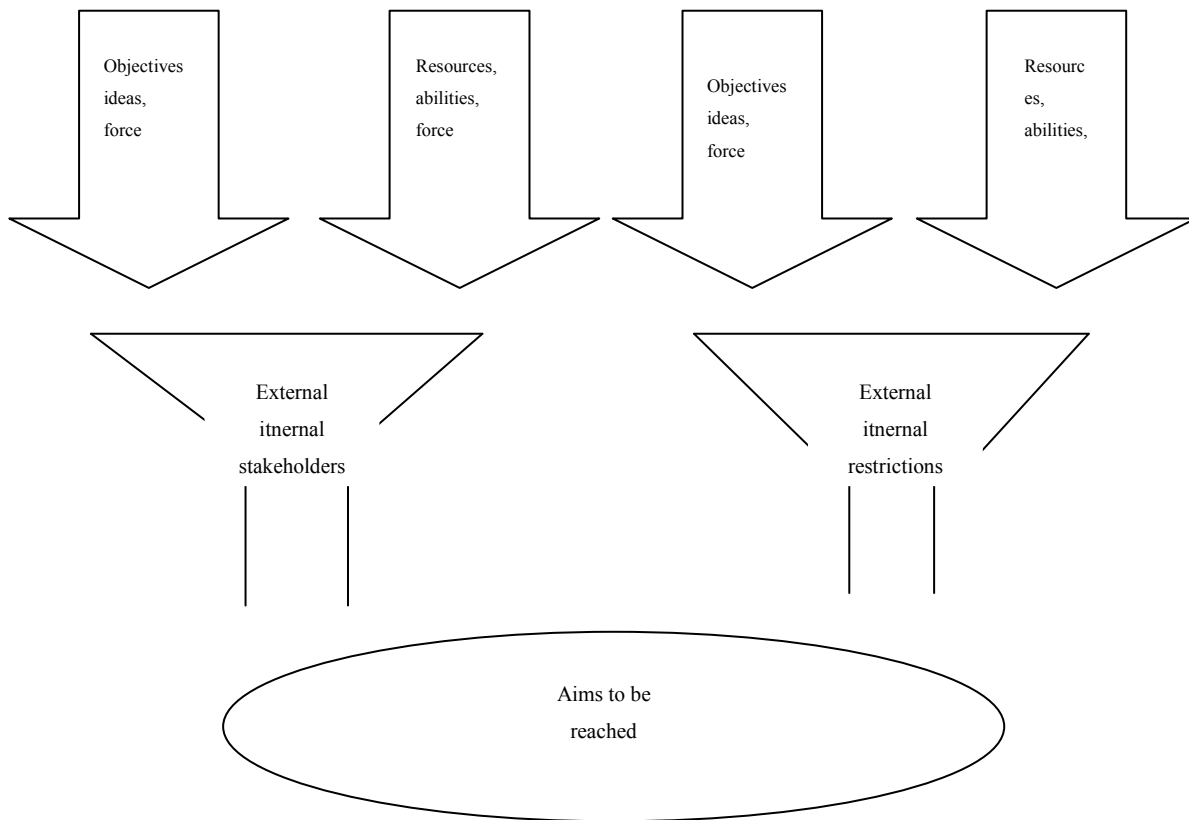 Objectives
ideas,
force
Resources,
abilities,
force
Objectives
ideas,
force
Resourc
es,
abilities,
External
itnernal
stakeholders
External
itnernal
restrictions
Aims to be
reached